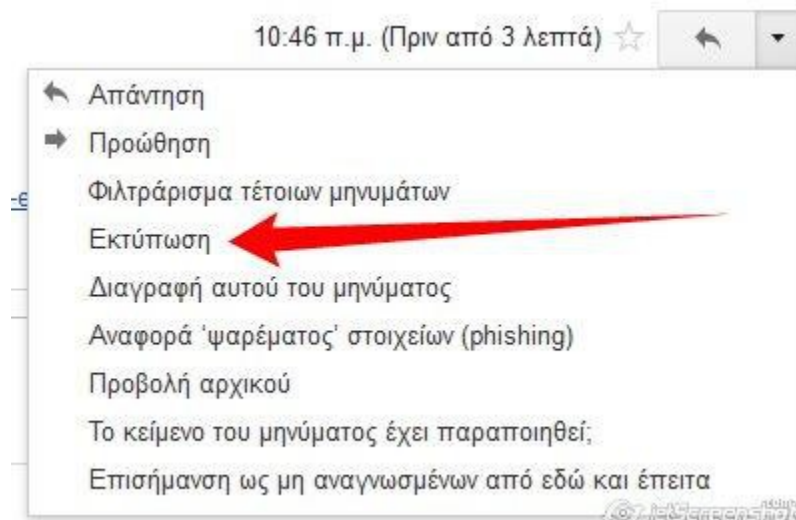 10:46 π.μ. (Πριν από 3 λεπτά)
Απάντηση
Προώθηση
Φιλτράρισμα τέτοιων μηνυμάτων
Εκτύπωση
Διαγραφή αυτού του μηνύματος
Αναφορά ‘ψαρέματος’ στοιχείων (phishing)
Προβολή αρχικού
Το κείμενο του μηνύματος έχει παραποιηθεί;
Επισήμανση ως μη αναγνωσμένων από εδώ και έπειτα